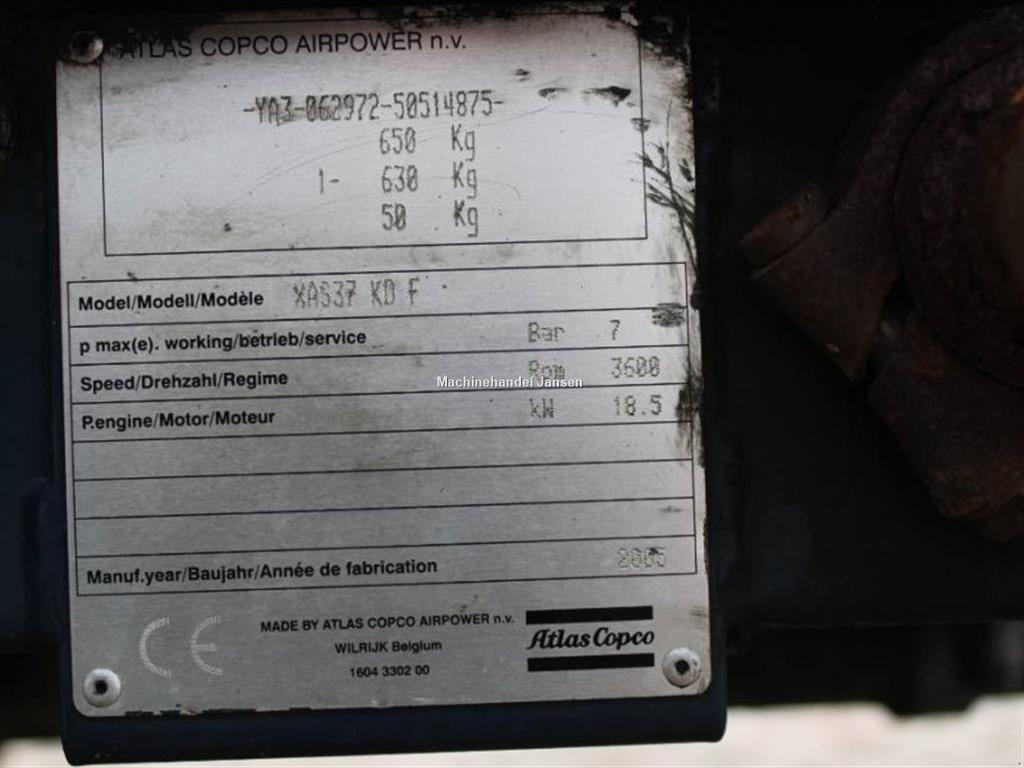 ATLAS COPCO AIRPOWER n.v.
-YA3-062972-50514875-
650 Kg
1- 630 Kg
50 Kg
Model/Modell/Modèle XAS37 KD F
p max(e). working/betrieb/service Bar 7
Speed/Drehzahl/Regime Rpm 3600
Machinehandel Jansen
P.engine/Motor/Moteur kW 18.5
Manuf.year/Baujahr/Année de fabrication 2005
CE
MADE BY ATLAS COPCO AIRPOWER n.v.
WILRIJK Belgium
1604 3302 00
Atlas Copco